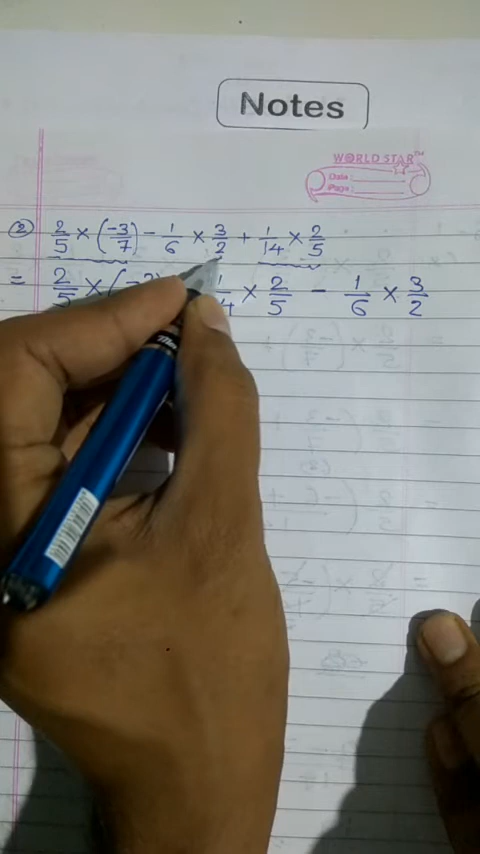 Notes
WORLD STAR™
Date:
Page:
② 2/5 × (-3/7) - 1/6 × 3/2 + 1/14 × 2/5
= 2/5 × × 2/5 - 1/6 × 3/2